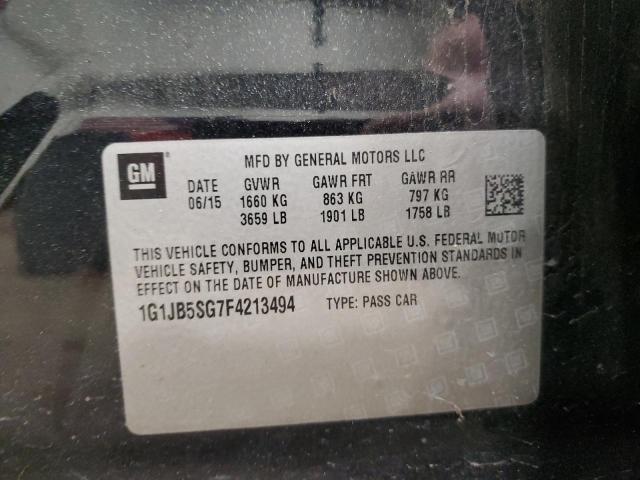 GM
MFD BY GENERAL MOTORS LLC
DATE GVWR GAWR FRT GAWR RR
06/15 1660 KG 863 KG 797 KG
3659 LB 1901 LB 1758 LB
THIS VEHICLE CONFORMS TO ALL APPLICABLE U.S. FEDERAL MOTOR
VEHICLE SAFETY, BUMPER, AND THEFT PREVENTION STANDARDS IN
EFFECT ON THE DATE OF MANUFACTURE SHOWN ABOVE.
1G1JB5SG7F4213494 TYPE: PASS CAR